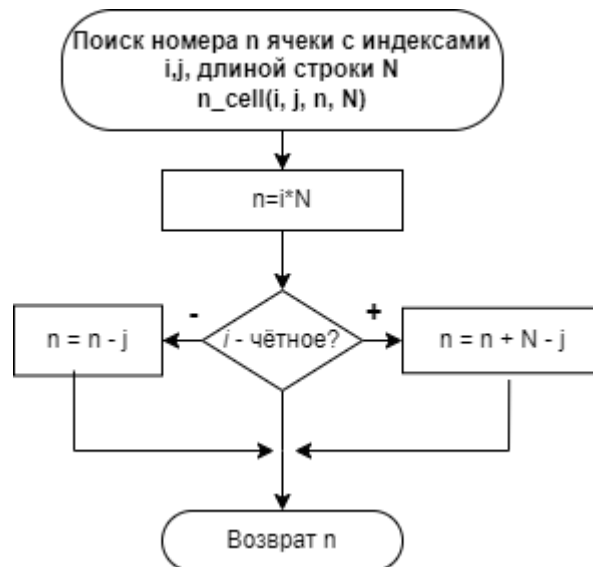 Поиск номера n ячеки с индексами
i,j, длиной строки N
n_cell(i, j, n, N)
n=i*N
-
+
n = n - j
i - чётное?
n = n + N - j
Возврат n